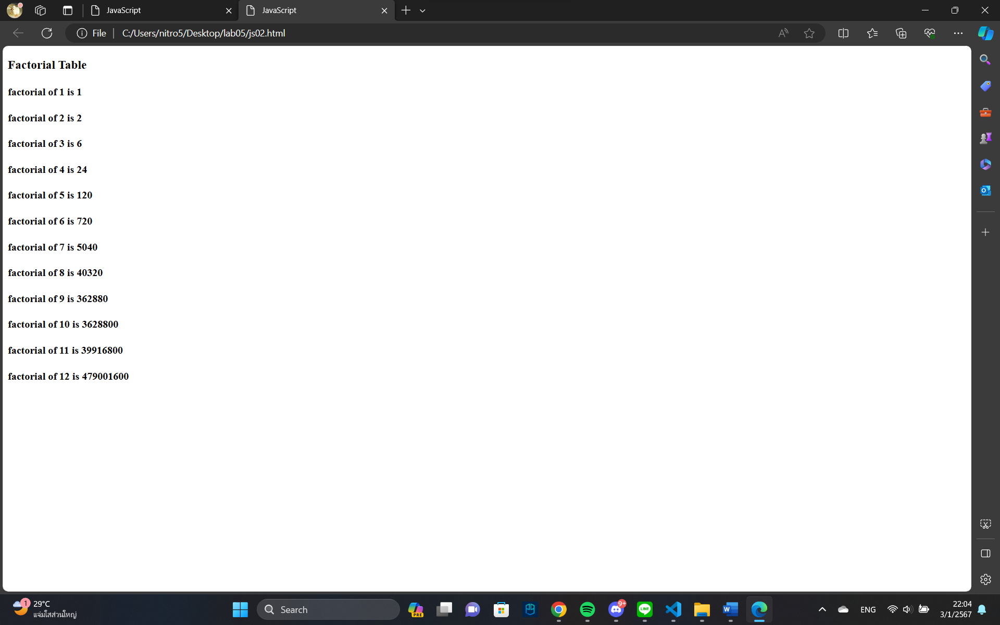 JavaScript
JavaScript
File
C:/Users/nitro5/Desktop/lab05/js02.html
Factorial Table
factorial of 1 is 1
factorial of 2 is 2
factorial of 3 is 6
factorial of 4 is 24
factorial of 5 is 120
factorial of 6 is 720
factorial of 7 is 5040
factorial of 8 is 40320
factorial of 9 is 362880
factorial of 10 is 3628800
factorial of 11 is 39916800
factorial of 12 is 479001600
1
29°C
แจ่มใสส่วนใหญ่
Search
PRE
9+
LINE
ENG
22:04
3/1/2567